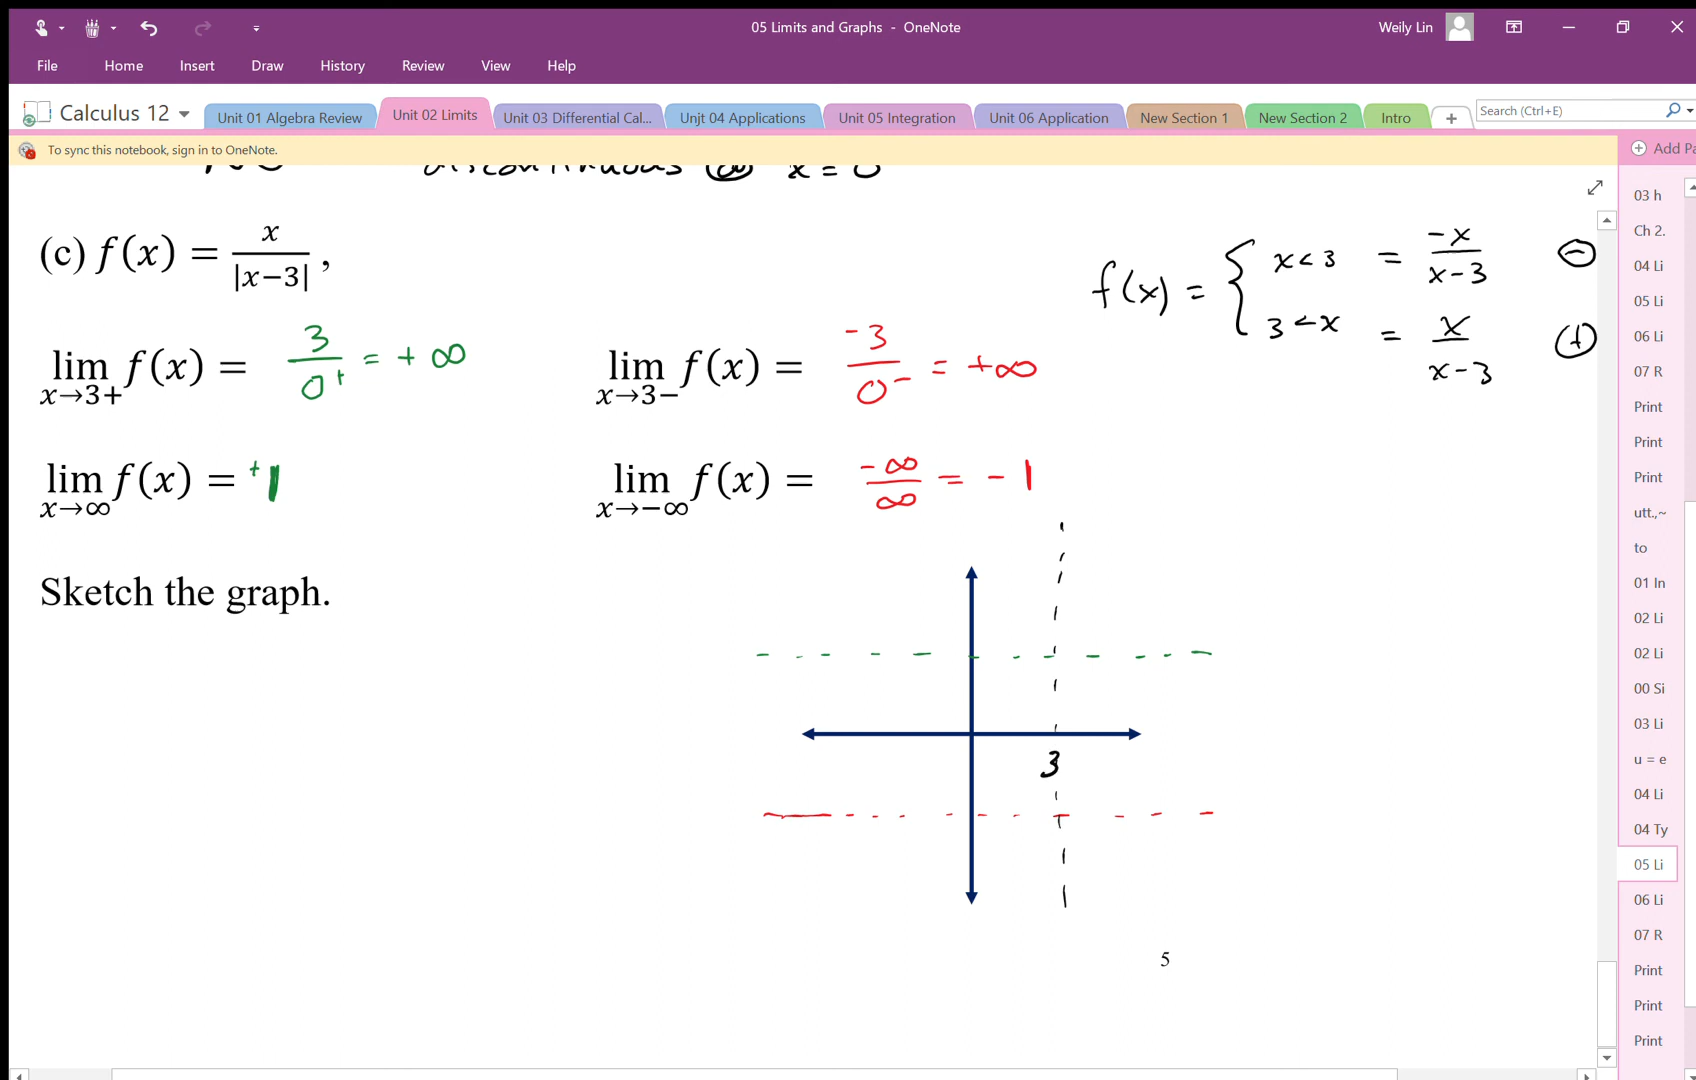 05 Limits and Graphs - OneNote
Weily Lin
File Home Insert Draw History Review View Help
Calculus 12
Unit 01 Algebra Review
Unit 02 Limits
Unit 03 Differential Cal...
Unit 04 Applications
Unit 05 Integration
Unit 06 Application
New Section 1
New Section 2
Intro
+
Search (Ctrl+E)
To sync this notebook, sign in to OneNote.
Add Pa
discontinuous @ x = 0
(c) f(x) = x / |x−3| ,
f(x) = { x < 3 = -x / x-3 (-)
3 < x = x / x-3 (+)
lim x→3+ f(x) = 3 / 0⁺ = + ∞
lim x→3− f(x) = -3 / 0⁻ = +∞
lim x→∞ f(x) = +1
lim x→−∞ f(x) = -∞ / ∞ = - 1
Sketch the graph.
3
5
03 h
Ch 2.
04 Li
05 Li
06 Li
07 R
Print
Print
Print
utt.,~
to
01 In
02 Li
02 Li
00 Si
03 Li
u = e
04 Li
04 Ty
05 Li
06 Li
07 R
Print
Print
Print